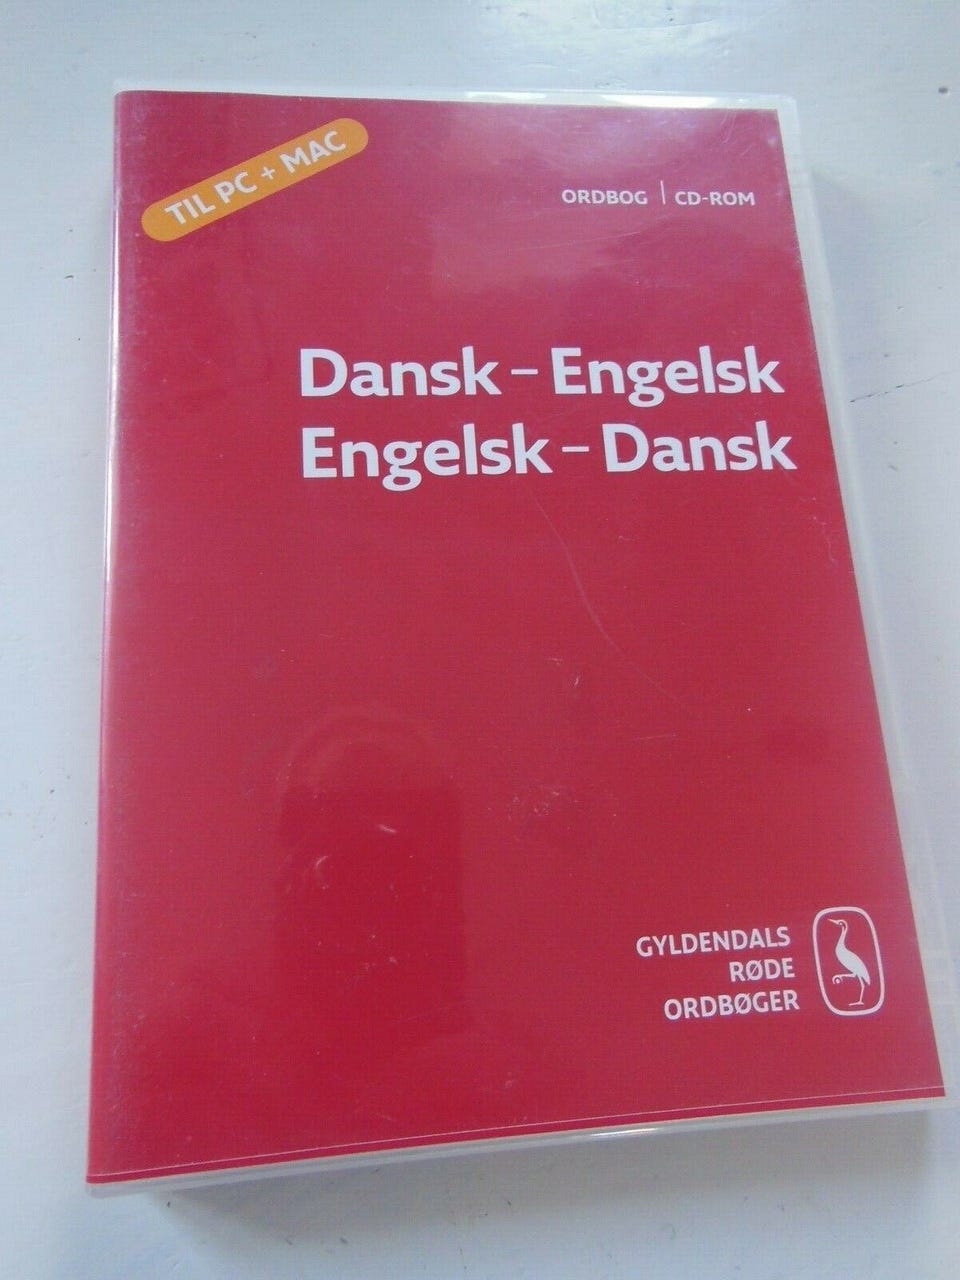 TIL PC + MAC
ORDBOG | CD-ROM
Dansk – Engelsk
Engelsk – Dansk
GYLDENDALS
RØDE
ORDBØGER